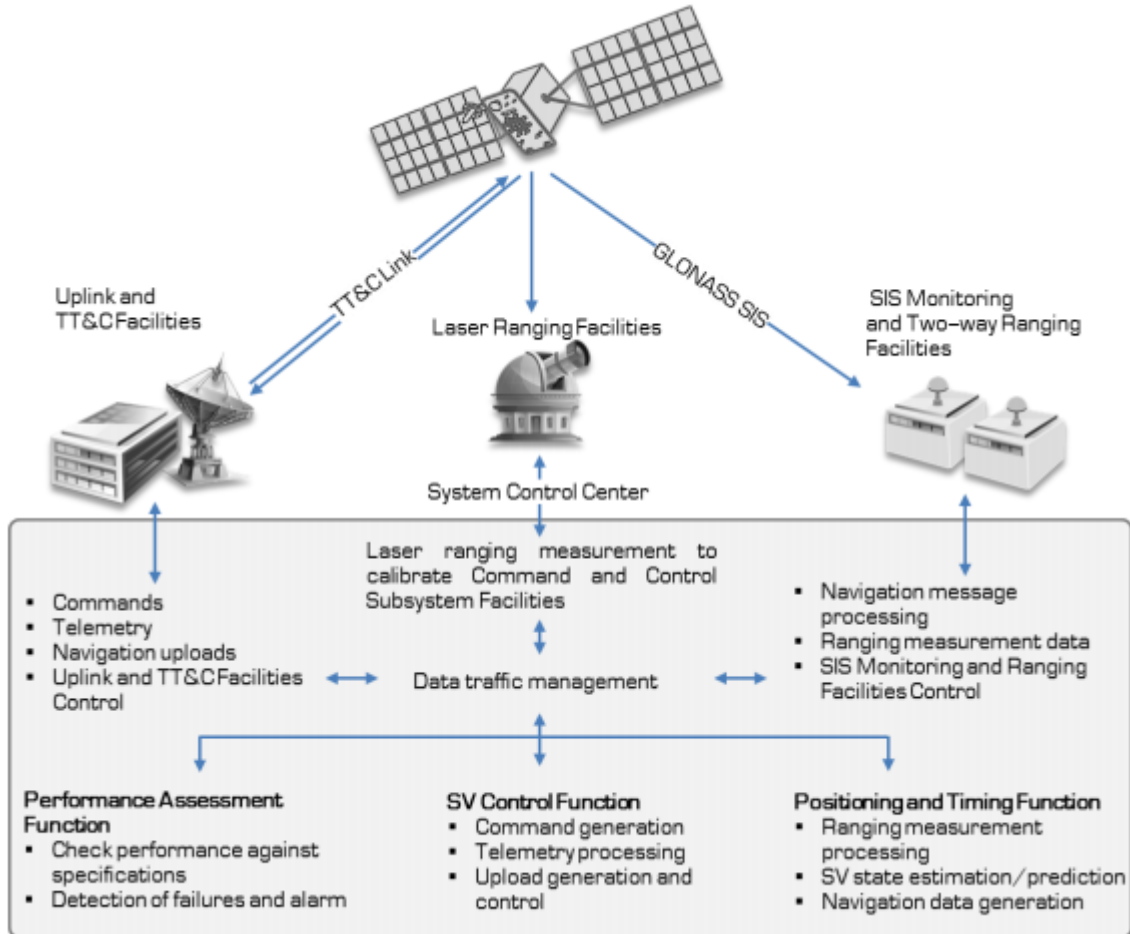 TT&C Link
GLONASS SIS
Uplink and
TT&C Facilities
Laser Ranging Facilities
SIS Monitoring
and Two-way Ranging
Facilities
System Control Center
Laser ranging measurement to
calibrate Command and Control
Subsystem Facilities
▪ Commands
▪ Telemetry
▪ Navigation uploads
▪ Uplink and TT&C Facilities
Control
Data traffic management
▪ Navigation message
processing
▪ Ranging measurement data
▪ SIS Monitoring and Ranging
Facilities Control
Performance Assessment
Function
▪ Check performance against
specifications
▪ Detection of failures and alarm
SV Control Function
▪ Command generation
▪ Telemetry processing
▪ Upload generation and
control
Positioning and Timing Function
▪ Ranging measurement
processing
▪ SV state estimation/prediction
▪ Navigation data generation